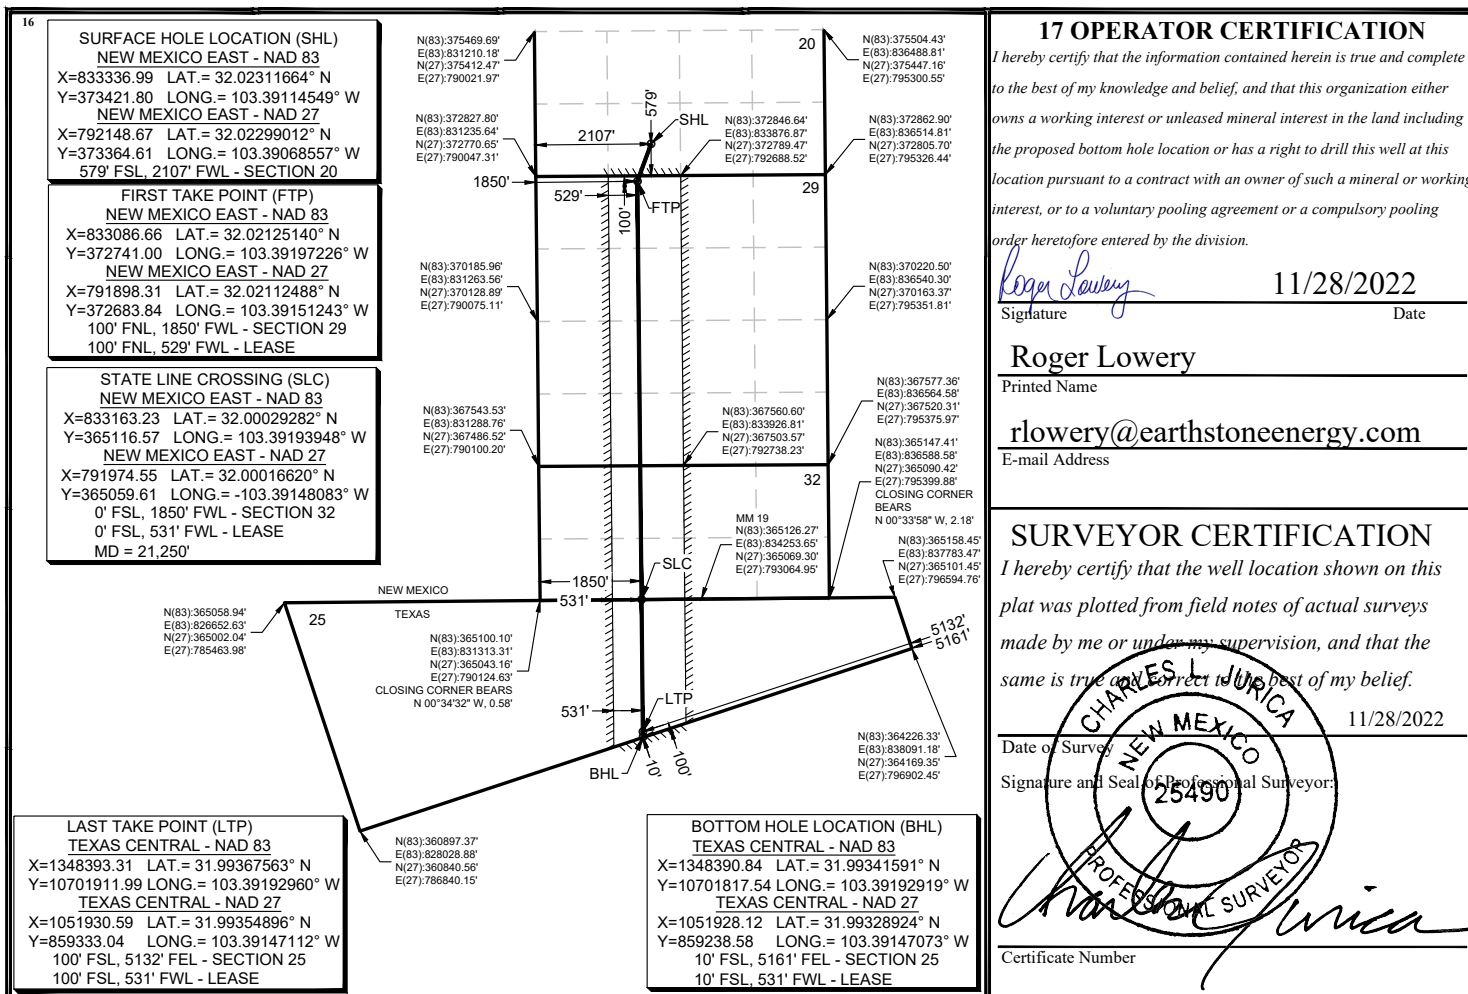 16
SURFACE HOLE LOCATION (SHL)
NEW MEXICO EAST - NAD 83
X=833336.99 LAT.= 32.02311664° N
Y=373421.80 LONG.= 103.39114549° W
NEW MEXICO EAST - NAD 27
X=792148.67 LAT.= 32.02299012° N
Y=373364.61 LONG.= 103.39068557° W
579' FSL, 2107' FWL - SECTION 20
FIRST TAKE POINT (FTP)
NEW MEXICO EAST - NAD 83
X=833086.66 LAT.= 32.02125140° N
Y=372741.00 LONG.= 103.39197226° W
NEW MEXICO EAST - NAD 27
X=791898.31 LAT.= 32.02112488° N
Y=372683.84 LONG.= 103.39151243° W
100' FNL, 1850' FWL - SECTION 29
100' FNL, 529' FWL - LEASE
STATE LINE CROSSING (SLC)
NEW MEXICO EAST - NAD 83
X=833163.23 LAT.= 32.00029282° N
Y=365116.57 LONG.= 103.39193948° W
NEW MEXICO EAST - NAD 27
X=791974.55 LAT.= 32.00016620° N
Y=365059.61 LONG.= -103.39148083° W
0' FSL, 1850' FWL - SECTION 32
0' FSL, 531' FWL - LEASE
MD = 21,250'
N(83):375469.69'
E(83):831210.18'
N(27):375412.47'
E(27):790021.97'
20
N(83):375504.43'
E(83):836488.81'
N(27):375447.16'
E(27):795300.55'
N(83):372827.80'
E(83):831235.64'
N(27):372770.65'
E(27):790047.31'
579'
SHL
2107'
N(83):372846.64'
E(83):833876.87'
N(27):372789.47'
E(27):792688.52'
N(83):372862.90'
E(83):836514.81'
N(27):372805.70'
E(27):795326.44'
1850'
529'
100'
FTP
29
N(83):370185.96'
E(83):831263.56'
N(27):370128.89'
E(27):790075.11'
N(83):370220.50'
E(83):836540.30'
N(27):370163.37'
E(27):795351.81'
N(83):367543.53'
E(83):831288.76'
N(27):367486.52'
E(27):790100.20'
N(83):367560.60'
E(83):833926.81'
N(27):367503.57'
E(27):792738.23'
N(83):367577.36'
E(83):836564.58'
N(27):367520.31'
E(27):795375.97'
32
N(83):365147.41'
E(83):836588.58'
N(27):365090.42'
E(27):795399.88'
CLOSING CORNER
BEARS
N 00°33'58" W, 2.18'
MM 19
N(83):365126.27'
E(83):834253.65'
N(27):365069.30'
E(27):793064.95'
N(83):365158.45'
E(83):837783.47'
N(27):365101.45'
E(27):796594.76'
SLC
1850'
531'
NEW MEXICO
TEXAS
25
N(83):365058.94'
E(83):826652.63'
N(27):365002.04'
E(27):785463.98'
N(83):365100.10'
E(83):831313.31'
N(27):365043.16'
E(27):790124.63'
CLOSING CORNER BEARS
N 00°34'32" W, 0.58'
5132'
5161'
531'
LTP
BHL
10'
100'
N(83):364226.33'
E(83):838091.18'
N(27):364169.35'
E(27):796902.45'
N(83):360897.37'
E(83):828028.88'
N(27):360840.56'
E(27):786840.15'
LAST TAKE POINT (LTP)
TEXAS CENTRAL - NAD 83
X=1348393.31 LAT.= 31.99367563° N
Y=10701911.99 LONG.= 103.39192960° W
TEXAS CENTRAL - NAD 27
X=1051930.59 LAT.= 31.99354896° N
Y=859333.04 LONG.= 103.39147112° W
100' FSL, 5132' FEL - SECTION 25
100' FSL, 531' FWL - LEASE
BOTTOM HOLE LOCATION (BHL)
TEXAS CENTRAL - NAD 83
X=1348390.84 LAT.= 31.99341591° N
Y=10701817.54 LONG.= 103.39192919° W
TEXAS CENTRAL - NAD 27
X=1051928.12 LAT.= 31.99328924° N
Y=859238.58 LONG.= 103.39147073° W
10' FSL, 5161' FEL - SECTION 25
10' FSL, 531' FWL - LEASE
17 OPERATOR CERTIFICATION
I hereby certify that the information contained herein is true and complete
to the best of my knowledge and belief, and that this organization either
owns a working interest or unleased mineral interest in the land including
the proposed bottom hole location or has a right to drill this well at this
location pursuant to a contract with an owner of such a mineral or working
interest, or to a voluntary pooling agreement or a compulsory pooling
order heretofore entered by the division.
Roger Lowery 11/28/2022
Signature Date
Roger Lowery
Printed Name
rlowery@earthstoneenergy.com
E-mail Address
SURVEYOR CERTIFICATION
I hereby certify that the well location shown on this
plat was plotted from field notes of actual surveys
made by me or under my supervision, and that the
same is true and correct to the best of my belief.
11/28/2022
Date of Survey
Signature and Seal of Professional Surveyor:
CHARLES L. JURICA
NEW MEXICO
25490
PROFESSIONAL SURVEYOR
Charles Jurica
Certificate Number